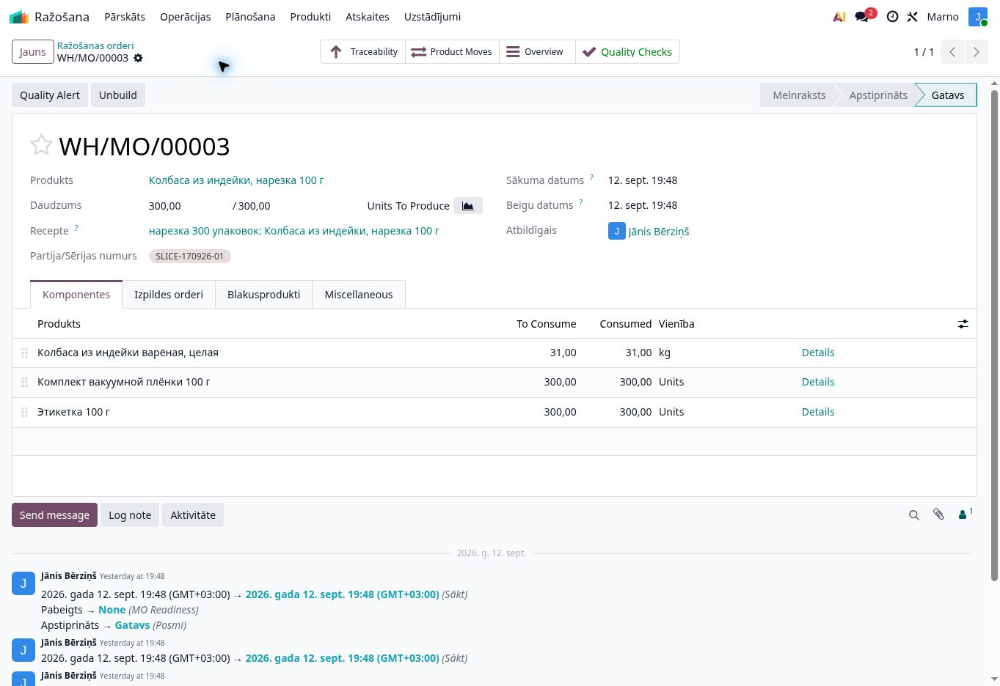 Ražošana Pārskāts Operācijas Plānošana Produkti Atskaites Uzstādījumi AI 2 Marno J
Jauns Ražošanas orderi
WH/MO/00003
Traceability Product Moves Overview Quality Checks 1 / 1
Quality Alert Unbuild Melnraksts Apstiprināts Gatavs
WH/MO/00003
Produkts Колбаса из индейки, нарезка 100 г
Sākuma datums ? 12. sept. 19:48
Daudzums 300,00 / 300,00 Units To Produce
Beigu datums ? 12. sept. 19:48
Recepte ? нарезка 300 упаковок: Колбаса из индейки, нарезка 100 г
Atbildīgais J Jānis Bērziņš
Partija/Sērijas numurs SLICE-170926-01
Komponentes Izpildes orderi Blakusprodukti Miscellaneous
Produkts To Consume Consumed Vienība
Колбаса из индейки варёная, целая 31,00 31,00 kg Details
Комплект вакуумной плёнки 100 г 300,00 300,00 Units Details
Этикетка 100 г 300,00 300,00 Units Details
Send message Log note Aktivitāte 1
2026. g. 12. sept.
J Jānis Bērziņš Yesterday at 19:48
2026. gada 12. sept. 19:48 (GMT+03:00) → 2026. gada 12. sept. 19:48 (GMT+03:00) (Sākt)
Pabeigts → None (MO Readiness)
Apstiprināts → Gatavs (Posmi)
J Jānis Bērziņš Yesterday at 19:48
2026. gada 12. sept. 19:48 (GMT+03:00) → 2026. gada 12. sept. 19:48 (GMT+03:00) (Sākt)
J Jānis Bērziņš Yesterday at 19:48